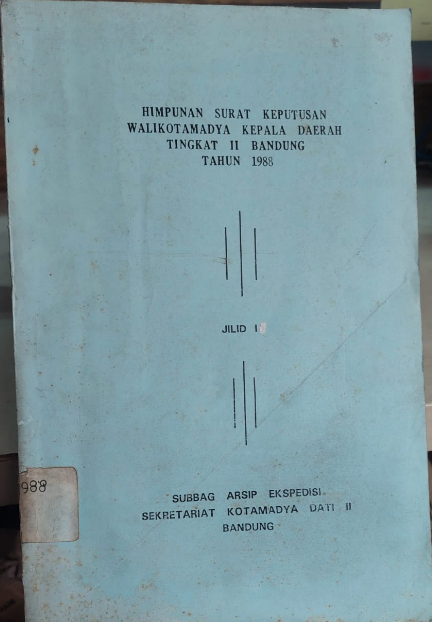 HIMPUNAN SURAT KEPUTUSAN
WALIKOTAMADYA KEPALA DAERAH
TINGKAT II BANDUNG
TAHUN 1988
JILID I
988
SUBBAG ARSIP EKSPEDISI
SEKRETARIAT KOTAMADYA DATI II
BANDUNG